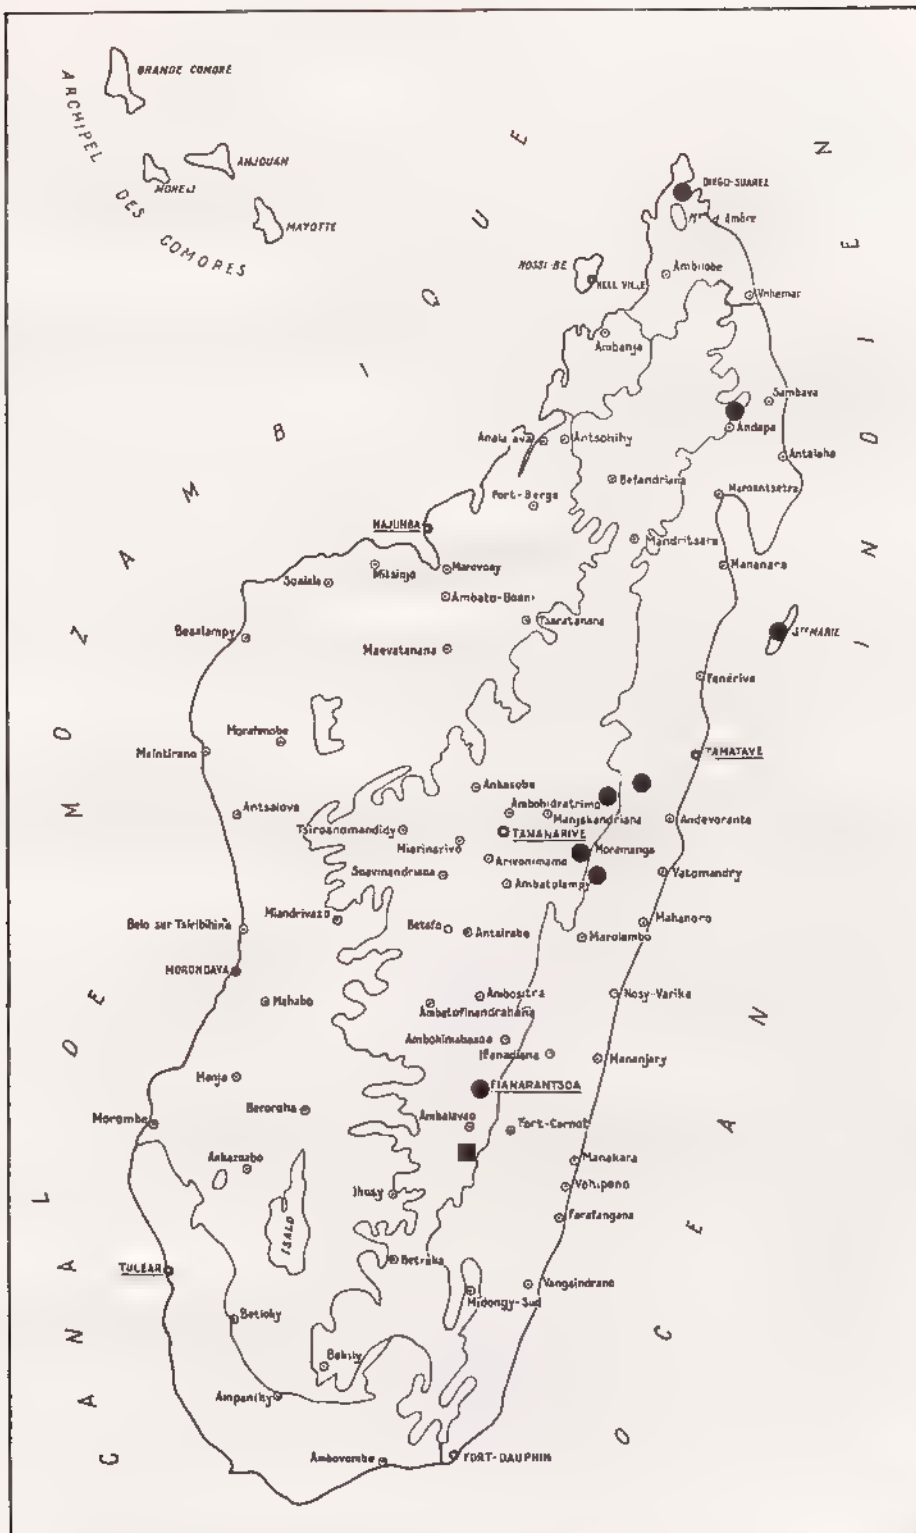 GRANDE COMORE
ARCHIPEL DES COMORES
ANJOUAN
MOHELI
MAYOTTE
CANAL DE MOZAMBIQUE
OCEAN INDIEN
DIEGO-SUAREZ
Mt d'Ambre
NOSSI-BE
HELL VILLE
Ambilobe
Vohemar
Ambanja
Sambava
Andapa
Analalava
Antsohihy
Antalaha
Befandriana
Maroantsetra
Port-Berge
MAJUNGA
Mandritsara
Mananara
Mitsinjo
Marovoay
Soalala
Ambato-Boeni
Tsaratanana
Besalampy
STE MARIE
Maevatanana
Fenérive
Morafenobe
Maintirano
TAMATAVE
Ankazobe
Antsalova
Ambohidratrimo
Manjakandriana
Andevorante
Tsiroanomandidy
TANANARIVE
Miarinarivo
Moramanga
Arivonimamo
Soavinandriana
Ambatolampy
Vatomandry
Miandrivazo
Mahanoro
Belo sur Tsiribihina
Betafo
Antsirabe
Marolambo
MORONDAVA
Mahabo
Ambositra
Nosy-Varika
Ambatofinandrahana
Ambohimahasoa
Ifanadiana
Mananjary
Manja
FIANARANTSOA
Beroroha
Morombe
Ambalavao
Fort-Carnot
Ankazoabo
Manakara
Vohipeno
Ihosy
Farafangana
ISALO
Betroka
TULEAR
Vangaindrano
Midongy-Sud
Betioky
Bekily
Ampanihy
Ambovombe
FORT-DAUPHIN